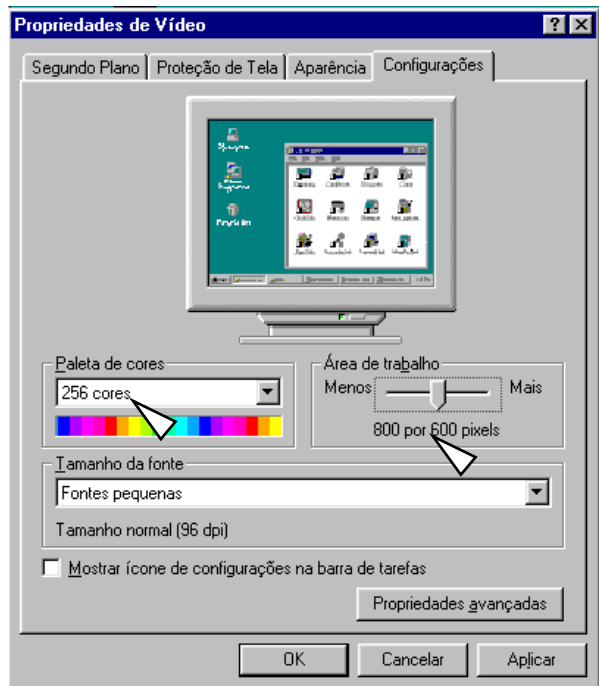 Propriedades de Vídeo
Segundo Plano Proteção de Tela Aparência Configurações
Paleta de cores
256 cores
Área de trabalho
Menos Mais
800 por 600 pixels
Tamanho da fonte
Fontes pequenas
Tamanho normal (96 dpi)
Mostrar ícone de configurações na barra de tarefas
Propriedades avançadas
OK Cancelar Aplicar